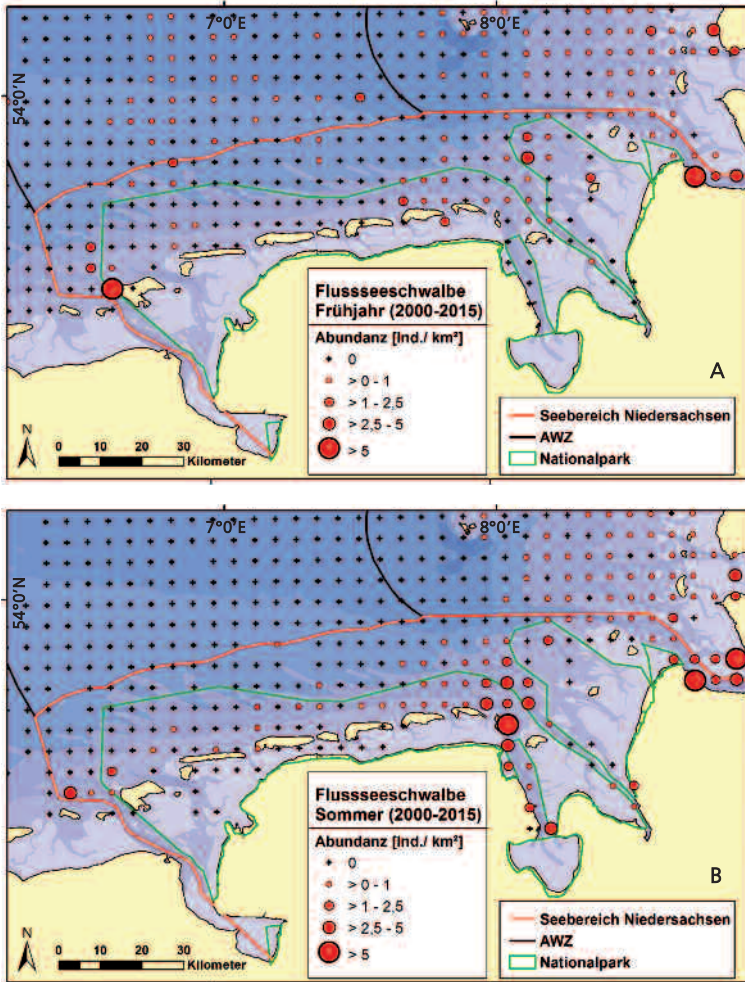 7°0'E
8°0'E
54°0'N
Flussseeschwalbe
Frühjahr (2000-2015)
Abundanz [Ind./ km²]
0
> 0 - 1
> 1 - 2,5
> 2,5 - 5
> 5
A
Seebereich Niedersachsen
AWZ
Nationalpark
N
0 10 20 30
Kilometer
7°0'E
8°0'E
54°0'N
Flussseeschwalbe
Sommer (2000-2015)
Abundanz [Ind./ km²]
0
> 0 - 1
> 1 - 2,5
> 2,5 - 5
> 5
B
Seebereich Niedersachsen
AWZ
Nationalpark
N
0 10 20 30
Kilometer